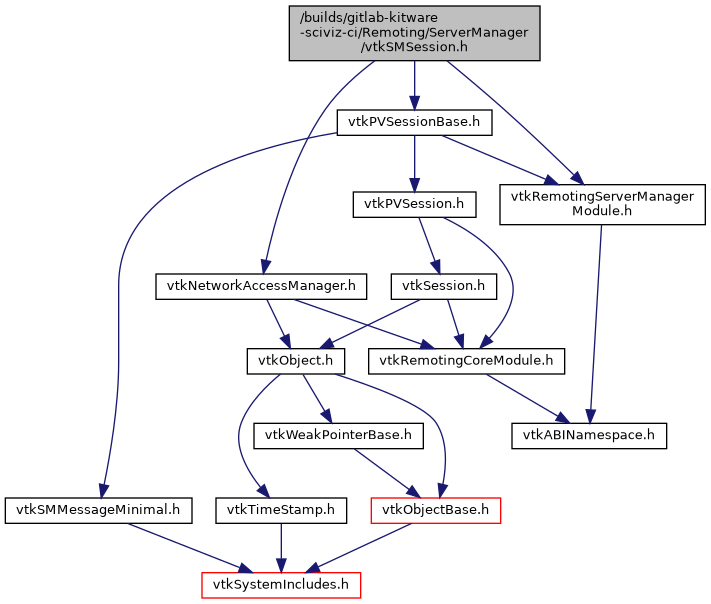 /builds/gitlab-kitware
-sciviz-ci/Remoting/ServerManager
/vtkSMSession.h
vtkPVSessionBase.h
vtkPVSession.h
vtkRemotingServerManager
Module.h
vtkNetworkAccessManager.h
vtkSession.h
vtkObject.h
vtkRemotingCoreModule.h
vtkWeakPointerBase.h
vtkABINamespace.h
vtkSMMessageMinimal.h
vtkTimeStamp.h
vtkObjectBase.h
vtkSystemIncludes.h